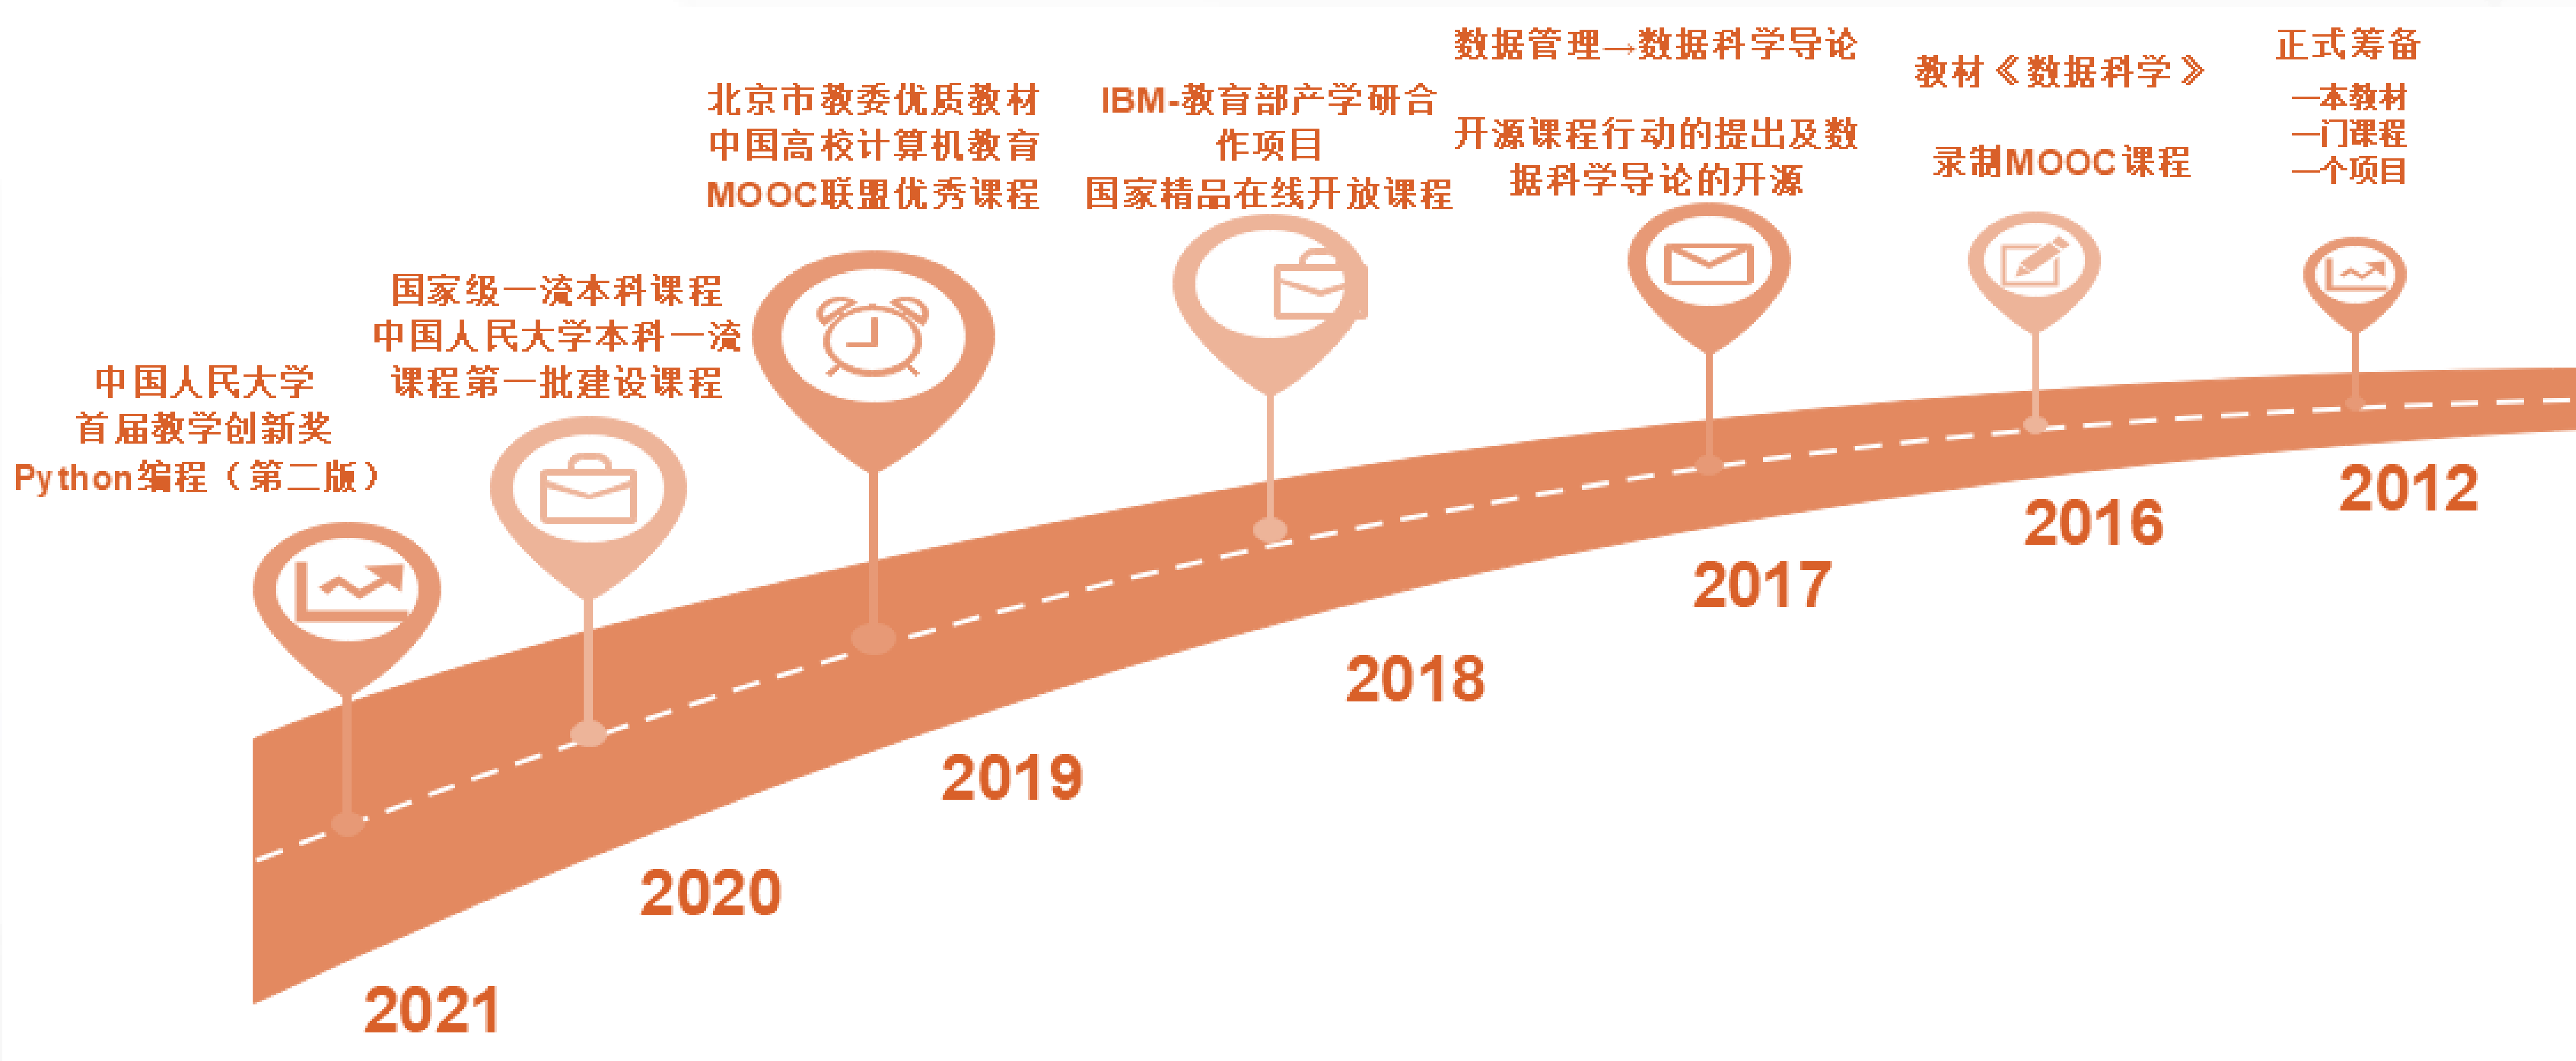 中国人民大学
首届教学创新奖
Python编程（第二版）
2021
国家级一流本科课程
中国人民大学本科一流
课程第一批建设课程
2020
北京市教委优质教材
中国高校计算机教育
MOOC联盟优秀课程
2019
IBM-教育部产学研合
作项目
国家精品在线开放课程
2018
数据管理→数据科学导论
开源课程行动的提出及数
据科学导论的开源
2017
教材《数据科学》
录制MOOC课程
2016
正式筹备
一本教材
一门课程
一个项目
2012